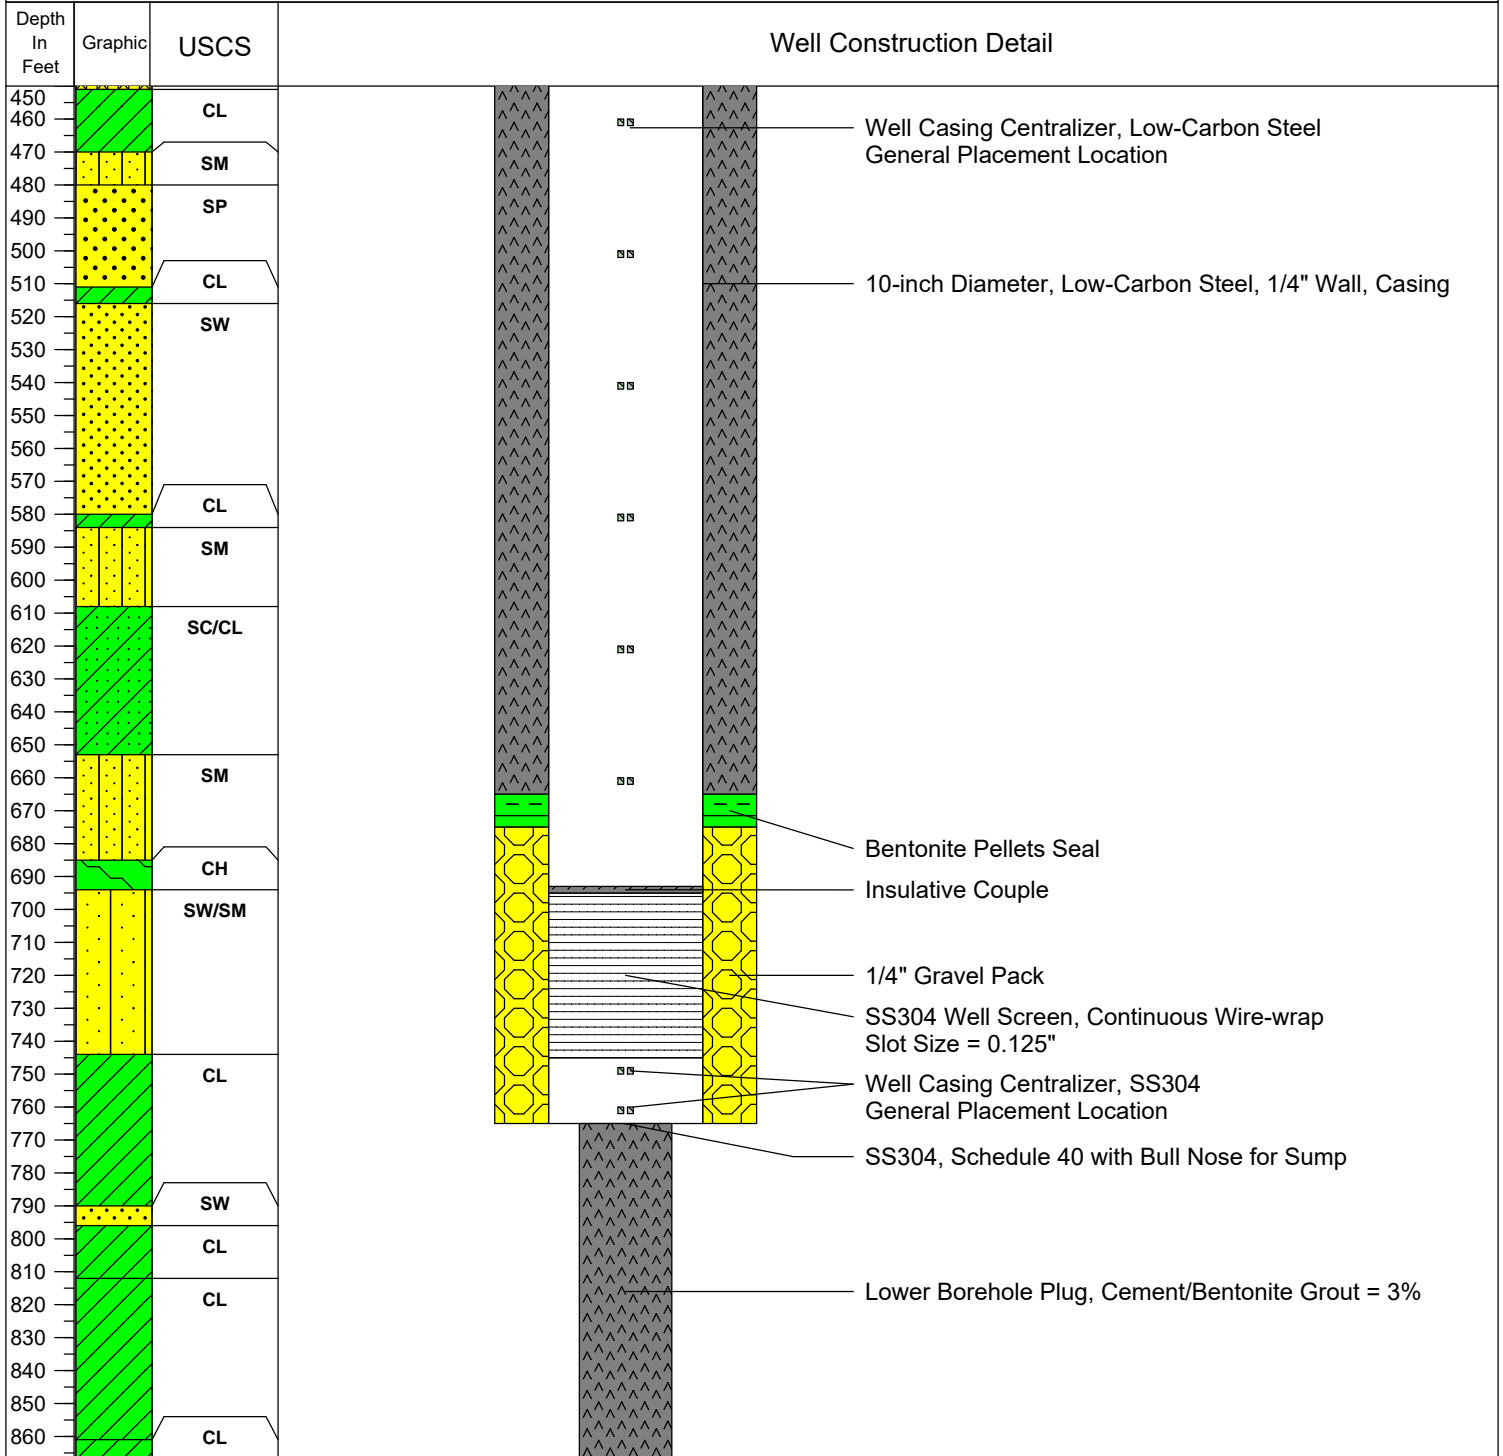 Depth
In
Feet
Graphic
USCS
Well Construction Detail
450
460
470
480
490
500
510
520
530
540
550
560
570
580
590
600
610
620
630
640
650
660
670
680
690
700
710
720
730
740
750
760
770
780
790
800
810
820
830
840
850
860
CL
SM
SP
CL
SW
CL
SM
SC/CL
SM
CH
SW/SM
CL
SW
CL
CL
CL
Well Casing Centralizer, Low-Carbon Steel
General Placement Location
10-inch Diameter, Low-Carbon Steel, 1/4" Wall, Casing
Bentonite Pellets Seal
Insulative Couple
1/4" Gravel Pack
SS304 Well Screen, Continuous Wire-wrap
Slot Size = 0.125"
Well Casing Centralizer, SS304
General Placement Location
SS304, Schedule 40 with Bull Nose for Sump
Lower Borehole Plug, Cement/Bentonite Grout = 3%